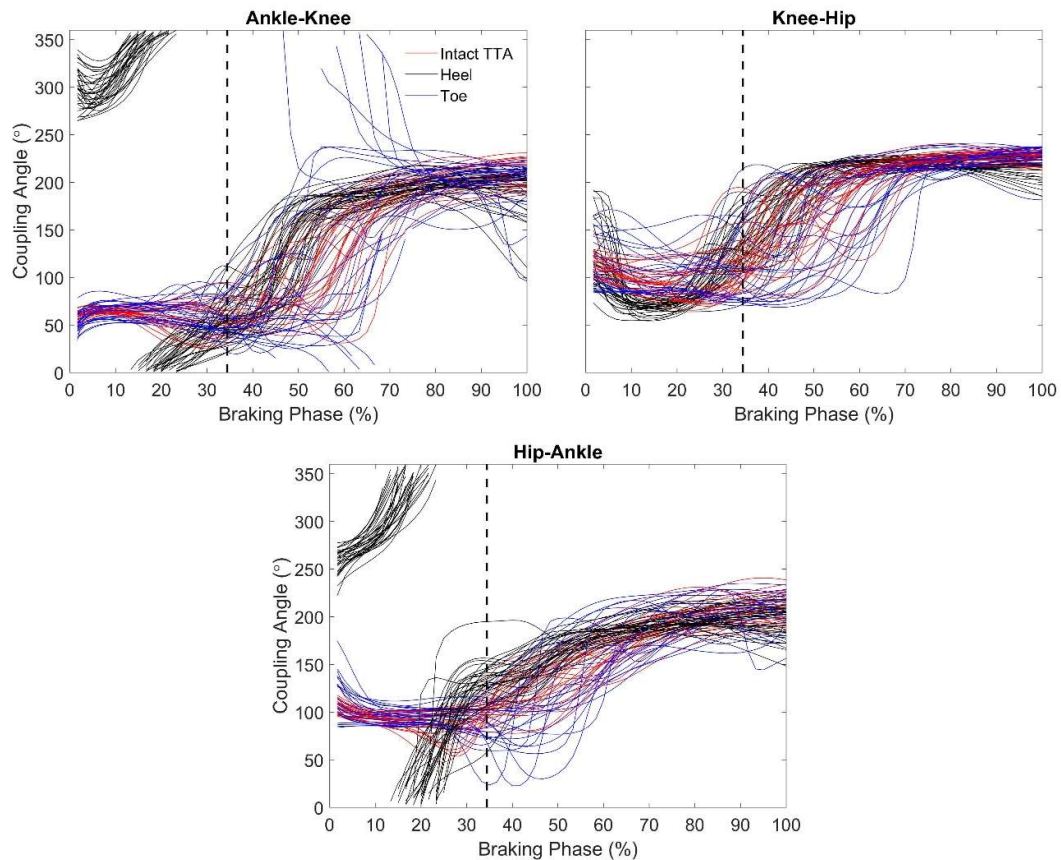 Ankle-Knee
Coupling Angle (°)
350
300
250
200
150
100
50
0
Intact TTA
Heel
Toe
0 10 20 30 40 50 60 70 80 90 100
Braking Phase (%)
Knee-Hip
0 10 20 30 40 50 60 70 80 90 100
Braking Phase (%)
Hip-Ankle
Coupling Angle (°)
350
300
250
200
150
100
50
0
0 10 20 30 40 50 60 70 80 90 100
Braking Phase (%)